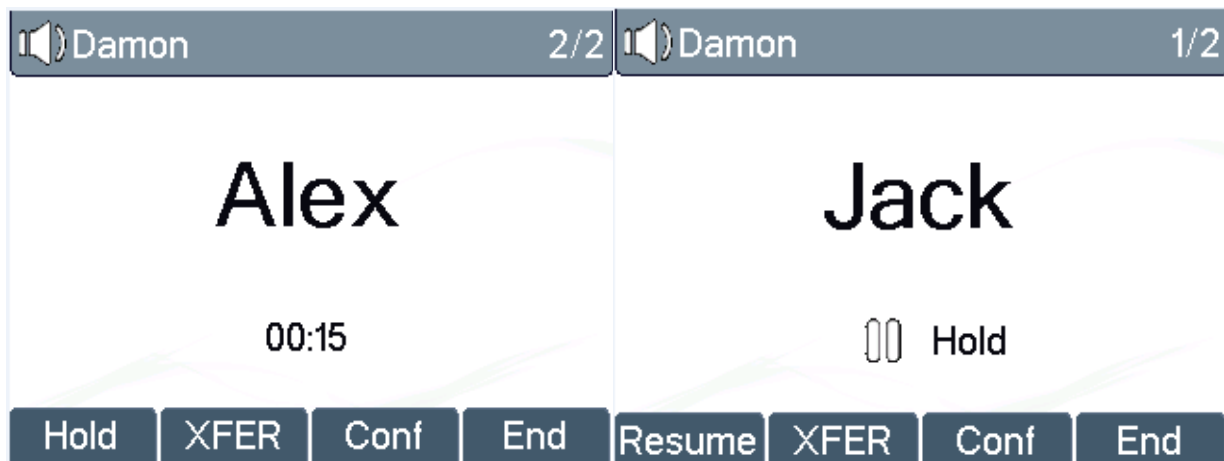 Damon 2/2
Alex
00:15
Hold XFER Conf End
Damon 1/2
Jack
Hold
Resume XFER Conf End